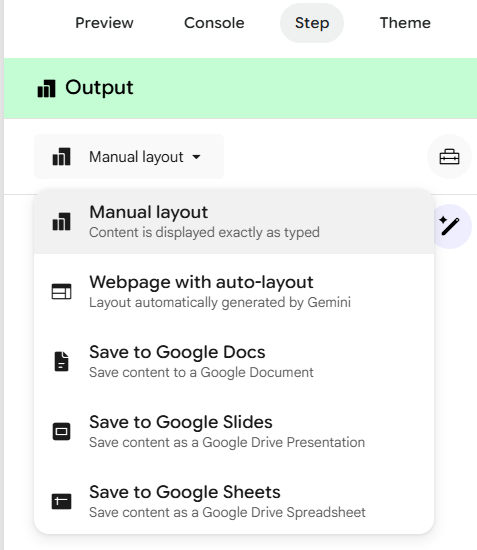 Preview Console Step Theme
Output
Manual layout
Manual layout
Content is displayed exactly as typed
Webpage with auto-layout
Layout automatically generated by Gemini
Save to Google Docs
Save content to a Google Document
Save to Google Slides
Save content as a Google Drive Presentation
Save to Google Sheets
Save content as a Google Drive Spreadsheet